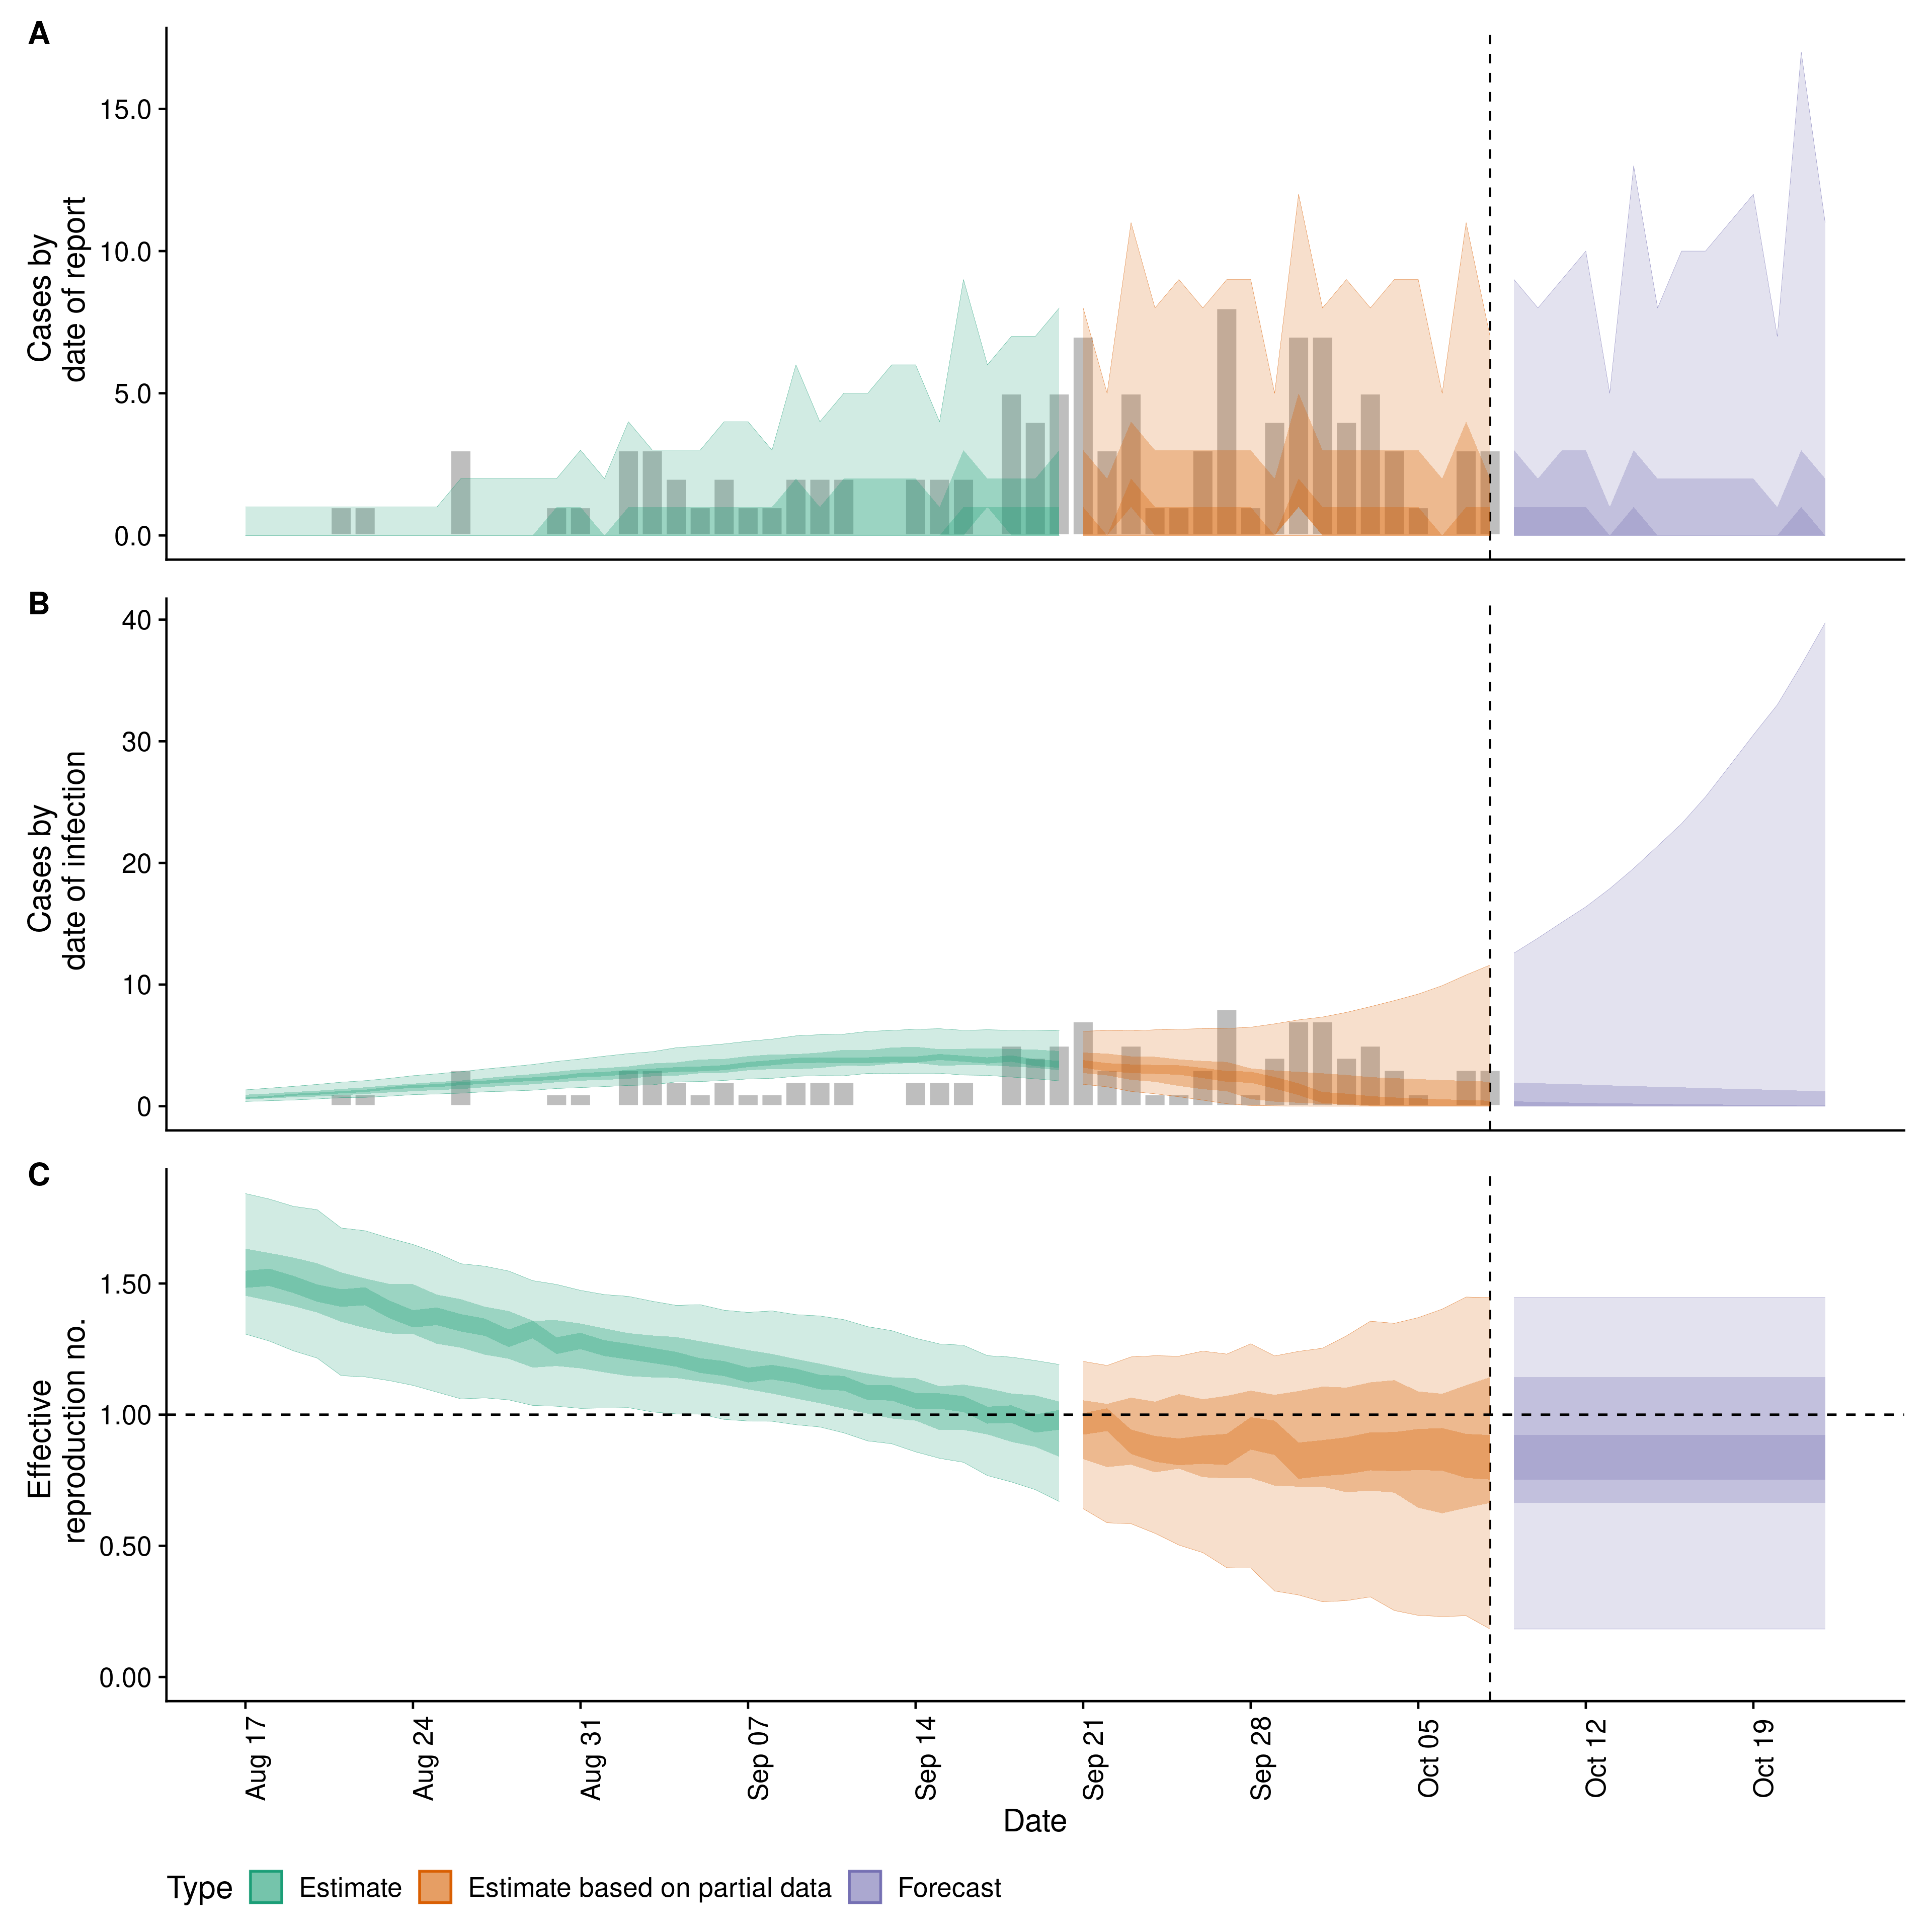 A
Cases by
date of report
15.0
10.0
5.0
0.0
B
Cases by
date of infection
40
30
20
10
0
C
Effective
reproduction no.
1.50
1.00
0.50
0.00
Aug 17
Aug 24
Aug 31
Sep 07
Sep 14
Sep 21
Sep 28
Oct 05
Oct 12
Oct 19
Date
Type Estimate Estimate based on partial data Forecast